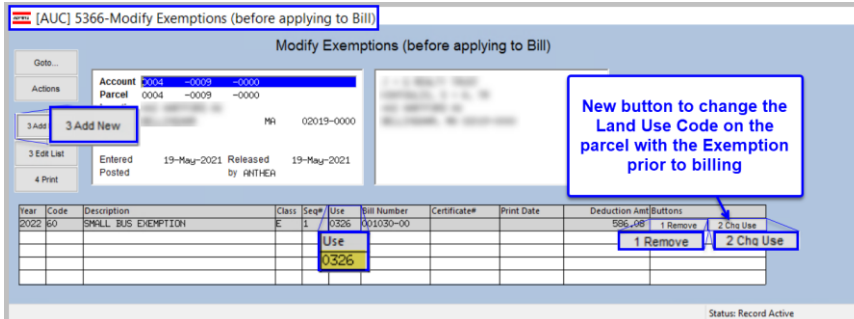 [AUC] 5366-Modify Exemptions (before applying to Bill)
Modify Exemptions (before applying to Bill)
Goto...
Actions
3 Add
3 Add New
3 Edit List
4 Print
Account 0004 -0009 -0000
Parcel 0004 -0009 -0000
MA 02019-0000
Entered 19-May-2021 Released 19-May-2021
Posted by ANTHEA
New button to change the
Land Use Code on the
parcel with the Exemption
prior to billing
Year Code Description Class Seq# Use Bill Number Certificate# Print Date Deduction Amt Buttons
2022 60 SMALL BUS EXEMPTION E 1 0326 001030-00 586.08 1 Remove 2 Chg Use
Use
0326
1 Remove 2 Chg Use
Status: Record Active